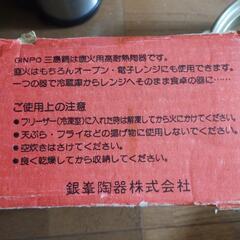 GINPO 三島鍋は直火用高耐熱陶器です。
直火はもちろんオーブン・電子レンジにも使用できます。
一つの器で冷蔵庫からレンジへそのまま食卓の器に……
ご使用上の注意
● フリーザー(冷凍室)に入れた時は解凍してから火にかけてください。
● 天ぷら・フライなどの揚げ物に使用しないでください。
● 空炊きはさけてください。
● 良く乾燥してから収納してください。
銀峯陶器株式会社